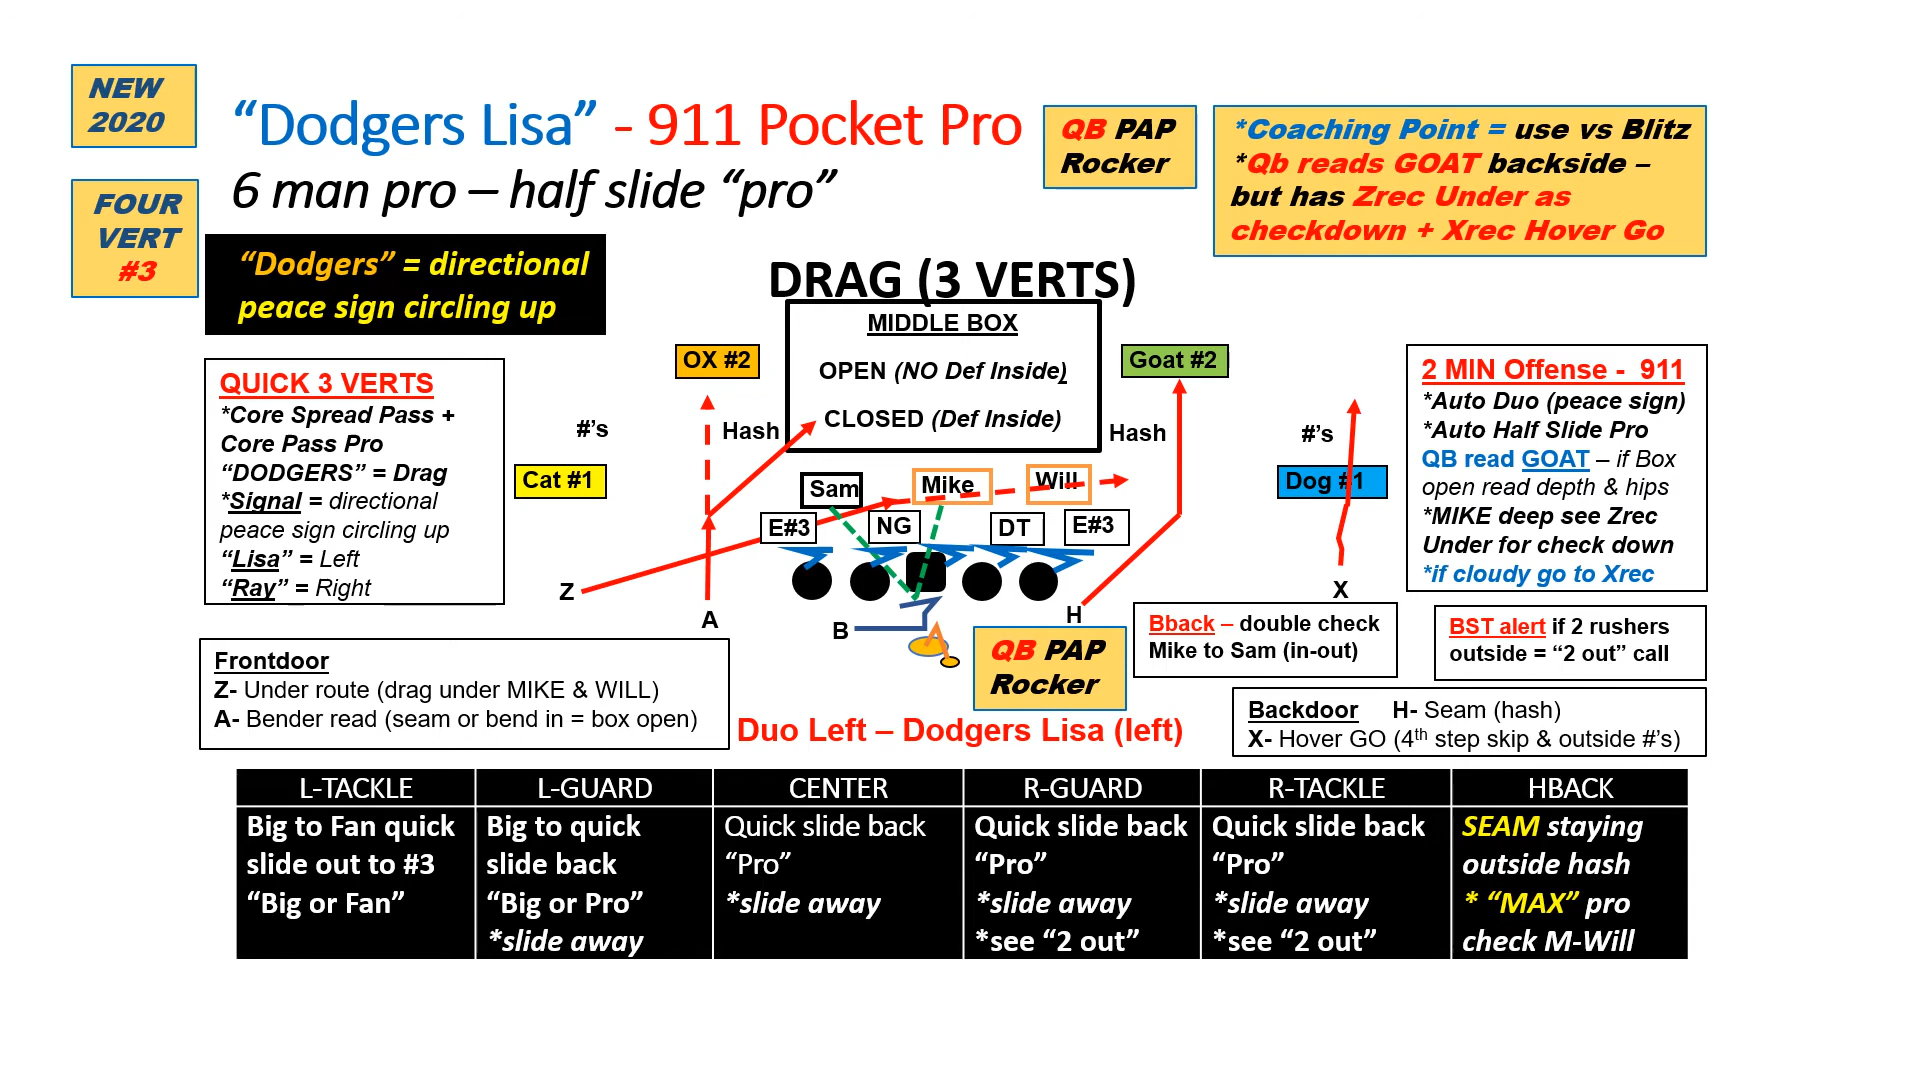 NEW
2020
FOUR
VERT
#3
“Dodgers Lisa” - 911 Pocket Pro
6 man pro – half slide “pro”
QB PAP
Rocker
*Coaching Point = use vs Blitz
*Qb reads GOAT backside –
but has Zrec Under as
checkdown + Xrec Hover Go
“Dodgers” = directional
peace sign circling up
DRAG (3 VERTS)
MIDDLE BOX
OPEN (NO Def Inside)
CLOSED (Def Inside)
OX #2
Goat #2
#’s
Hash
Hash
#’s
Cat #1
Dog #1
Sam
Mike
Will
E#3
NG
DT
E#3
Z
A
B
H
X
QUICK 3 VERTS
*Core Spread Pass +
Core Pass Pro
“DODGERS” = Drag
*Signal = directional
peace sign circling up
“Lisa” = Left
“Ray” = Right
2 MIN Offense - 911
*Auto Duo (peace sign)
*Auto Half Slide Pro
QB read GOAT – if Box
open read depth & hips
*MIKE deep see Zrec
Under for check down
*if cloudy go to Xrec
QB PAP
Rocker
Bback – double check
Mike to Sam (in-out)
BST alert if 2 rushers
outside = “2 out” call
Frontdoor
Z- Under route (drag under MIKE & WILL)
A- Bender read (seam or bend in = box open)
Duo Left – Dodgers Lisa (left)
Backdoor H- Seam (hash)
X- Hover GO (4th step skip & outside #’s)
L-TACKLE L-GUARD CENTER R-GUARD R-TACKLE HBACK
Big to Fan quick
slide out to #3
“Big or Fan”
Big to quick
slide back
“Big or Pro”
*slide away
Quick slide back
“Pro”
*slide away
Quick slide back
“Pro”
*slide away
*see “2 out”
Quick slide back
“Pro”
*slide away
*see “2 out”
SEAM staying
outside hash
* “MAX” pro
check M-Will